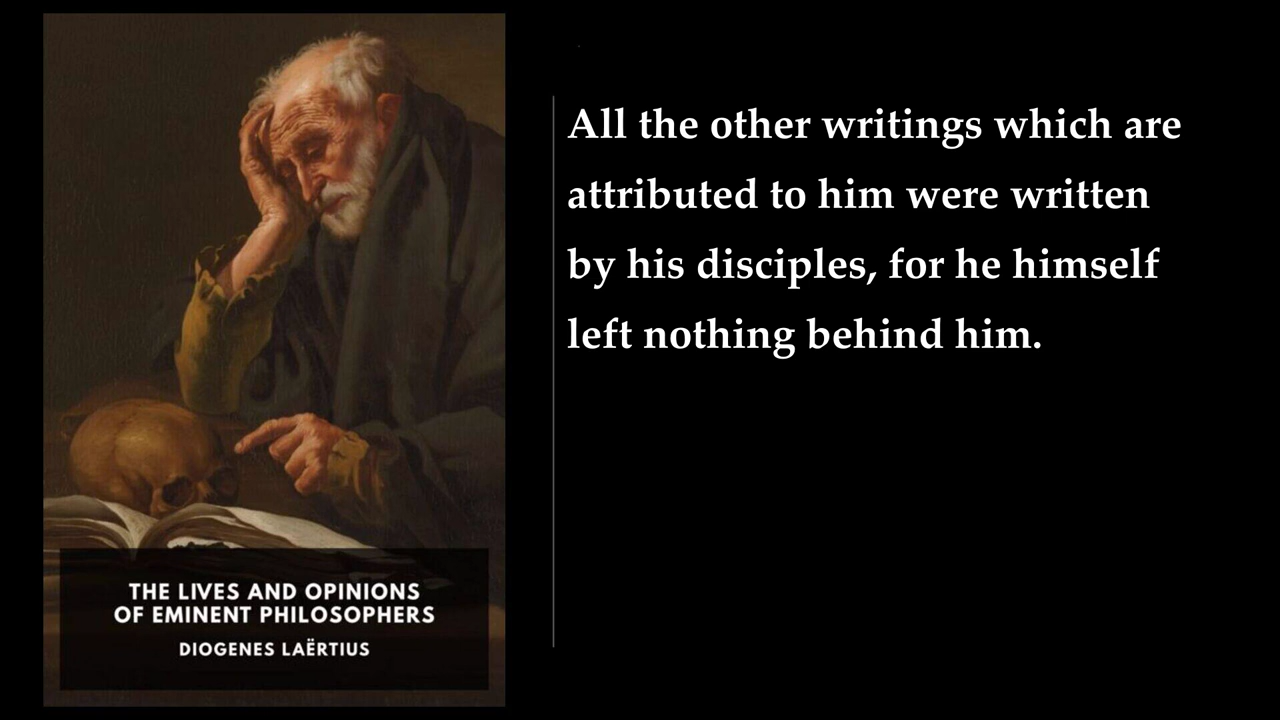 All the other writings which are
attributed to him were written
by his disciples, for he himself
left nothing behind him.
THE LIVES AND OPINIONS
OF EMINENT PHILOSOPHERS
DIOGENES LAËRTIUS